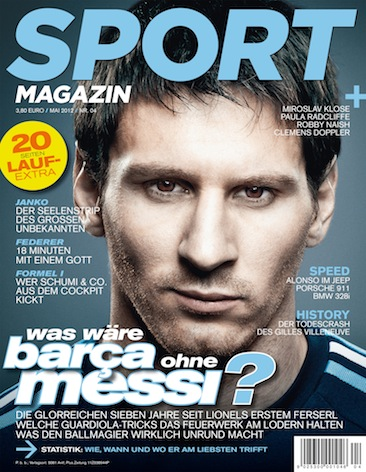 SPORT
MAGAZIN
3,80 EURO / MAI 2012 / NR. 04
+
MIROSLAV KLOSE
PAULA RADCLIFFE
ROBBY NAISH
CLEMENS DOPPLER
20
SEITEN
LAUF-
EXTRA
JANKO
DER SEELENSTRIP
DES GROSSEN
UNBEKANNTEN
FEDERER
18 MINUTEN
MIT EINEM GOTT
FORMEL 1
WER SCHUMI & CO.
AUS DEM COCKPIT
KICKT
SPEED
ALONSO IM JEEP
PORSCHE 911
BMW 328i
HISTORY
DER TODESCRASH
DES GILLES VILLENEUVE
was wäre
barça ohne
messi?
DIE GLORREICHEN SIEBEN JAHRE SEIT LIONELS ERSTEM FERSERL
WELCHE GUARDIOLA-TRICKS DAS FEUERWERK AM LODERN HALTEN
WAS DEN BALLMAGIER WIRKLICH UNRUND MACHT
→ STATISTIK: WIE, WANN UND WO ER AM LIEBSTEN TRIFFT
04